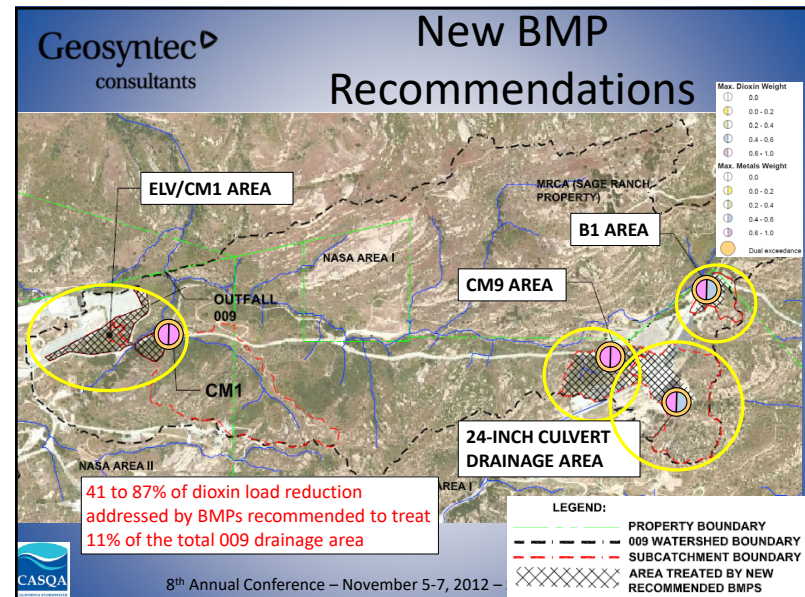 Geosyntec
consultants
New BMP
Recommendations
Max. Dioxin Weight
0.0
0.0 - 0.2
0.2 - 0.4
0.4 - 0.6
0.6 - 1.0
Max. Metals Weight
0.0
0.0 - 0.2
0.2 - 0.4
0.4 - 0.6
0.6 - 1.0
Dual exceedance
ELV/CM1 AREA
MRCA (SAGE RANCH
PROPERTY)
B1 AREA
NASA AREA I
CM9 AREA
OUTFALL
009
CM1
24-INCH CULVERT
DRAINAGE AREA
NASA AREA II
AREA I
41 to 87% of dioxin load reduction
addressed by BMPs recommended to treat
11% of the total 009 drainage area
LEGEND:
PROPERTY BOUNDARY
009 WATERSHED BOUNDARY
SUBCATCHMENT BOUNDARY
AREA TREATED BY NEW
RECOMMENDED BMPS
CASQA
8th Annual Conference – November 5-7, 2012 –